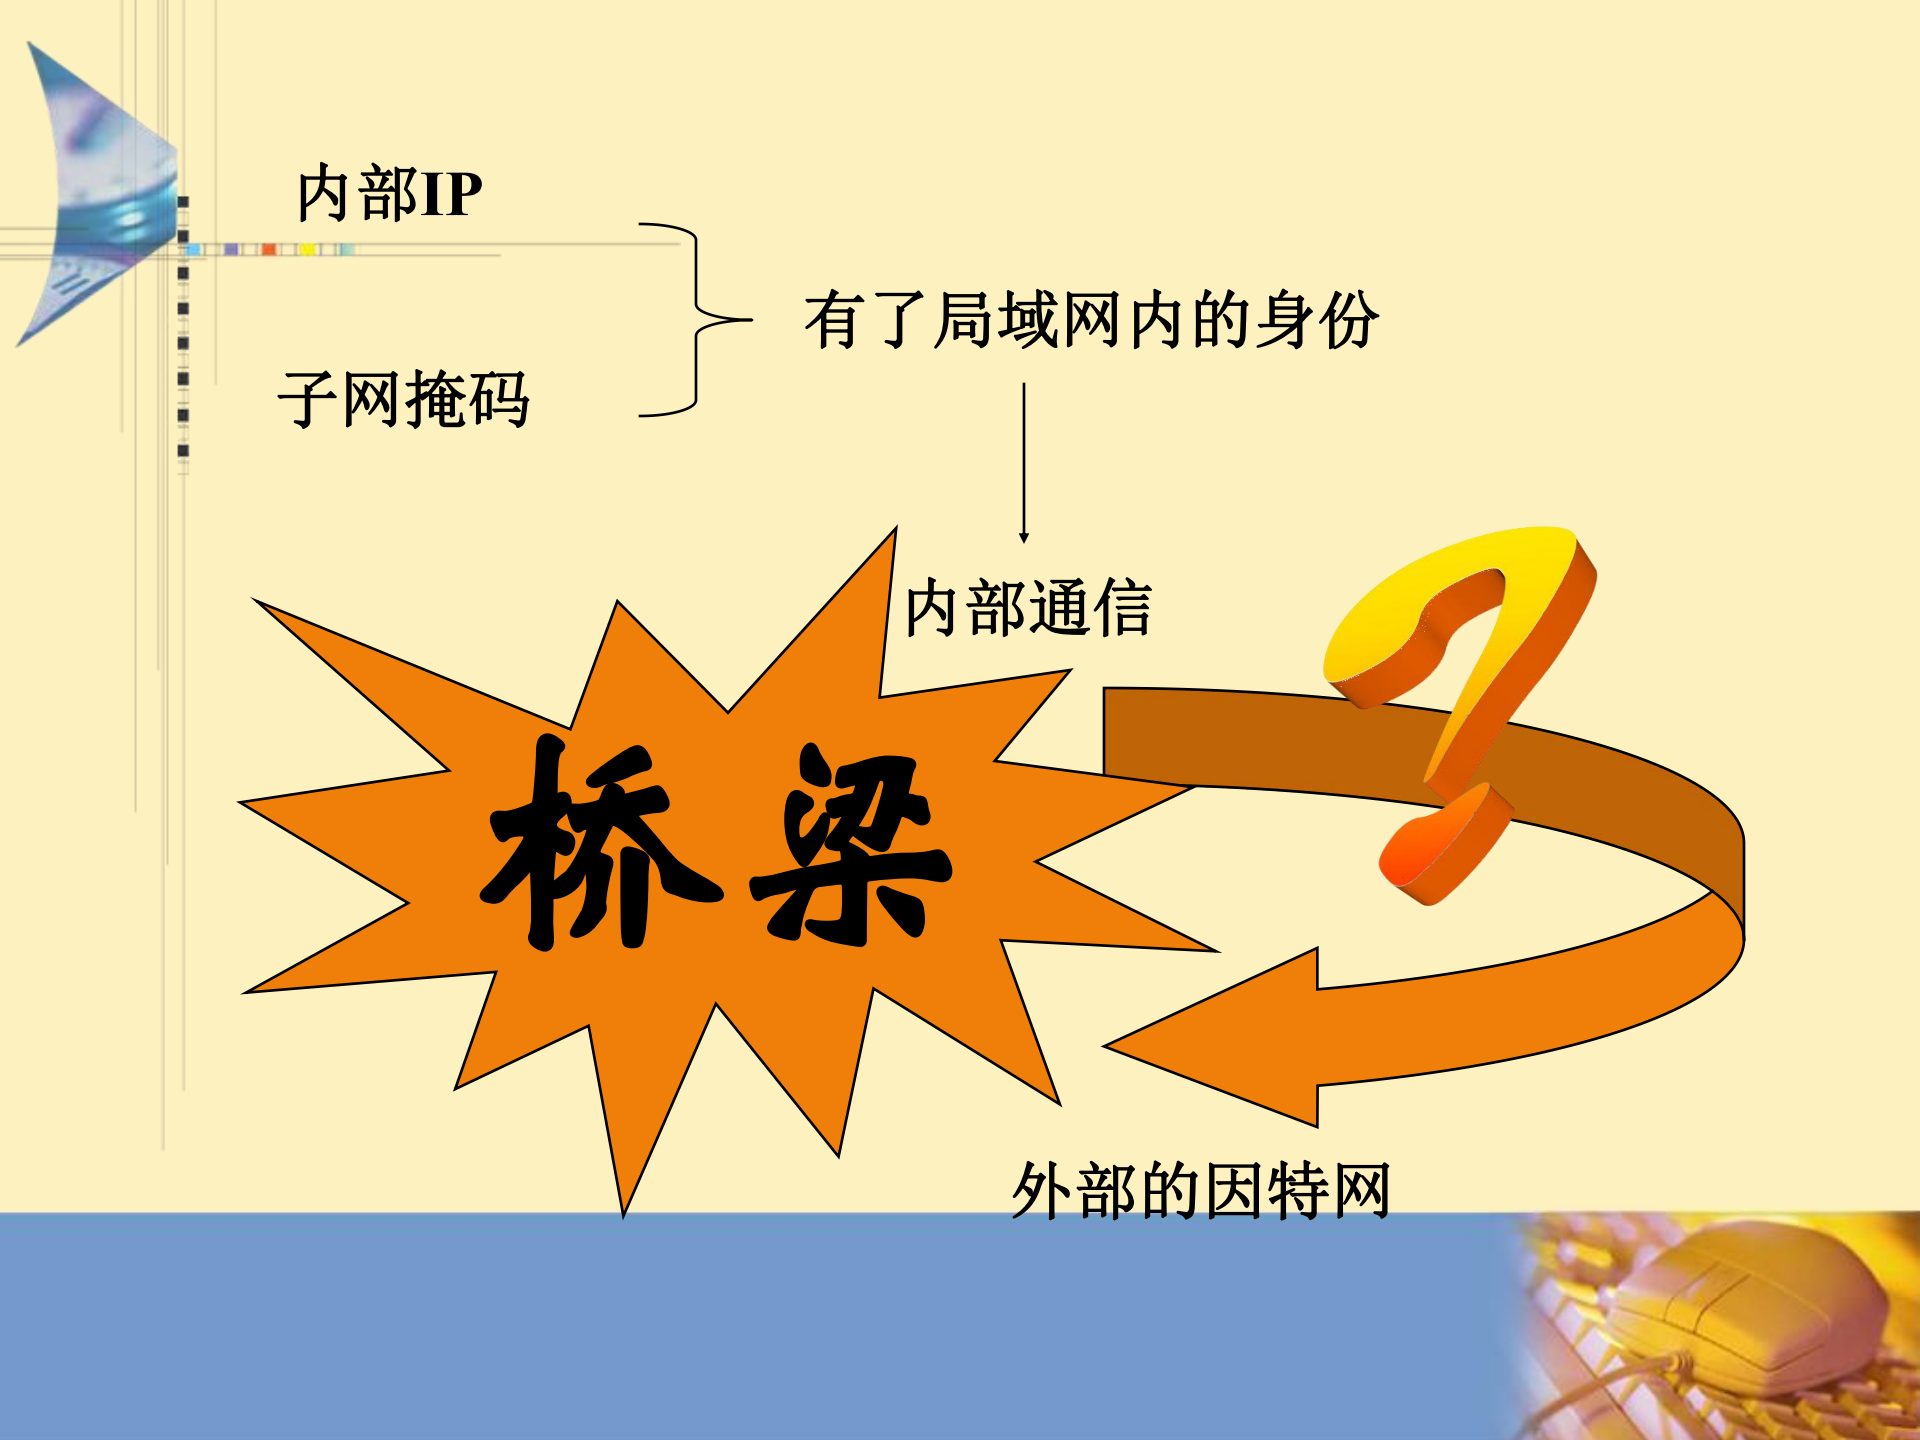 内部IP
子网掩码
有了局域网内的身份
内部通信
桥梁
外部的因特网